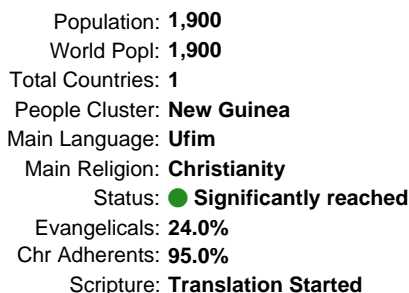 Population: 1,900
World Popl: 1,900
Total Countries: 1
People Cluster: New Guinea
Main Language: Ufim
Main Religion: Christianity
Status: Significantly reached
Evangelicals: 24.0%
Chr Adherents: 95.0%
Scripture: Translation Started